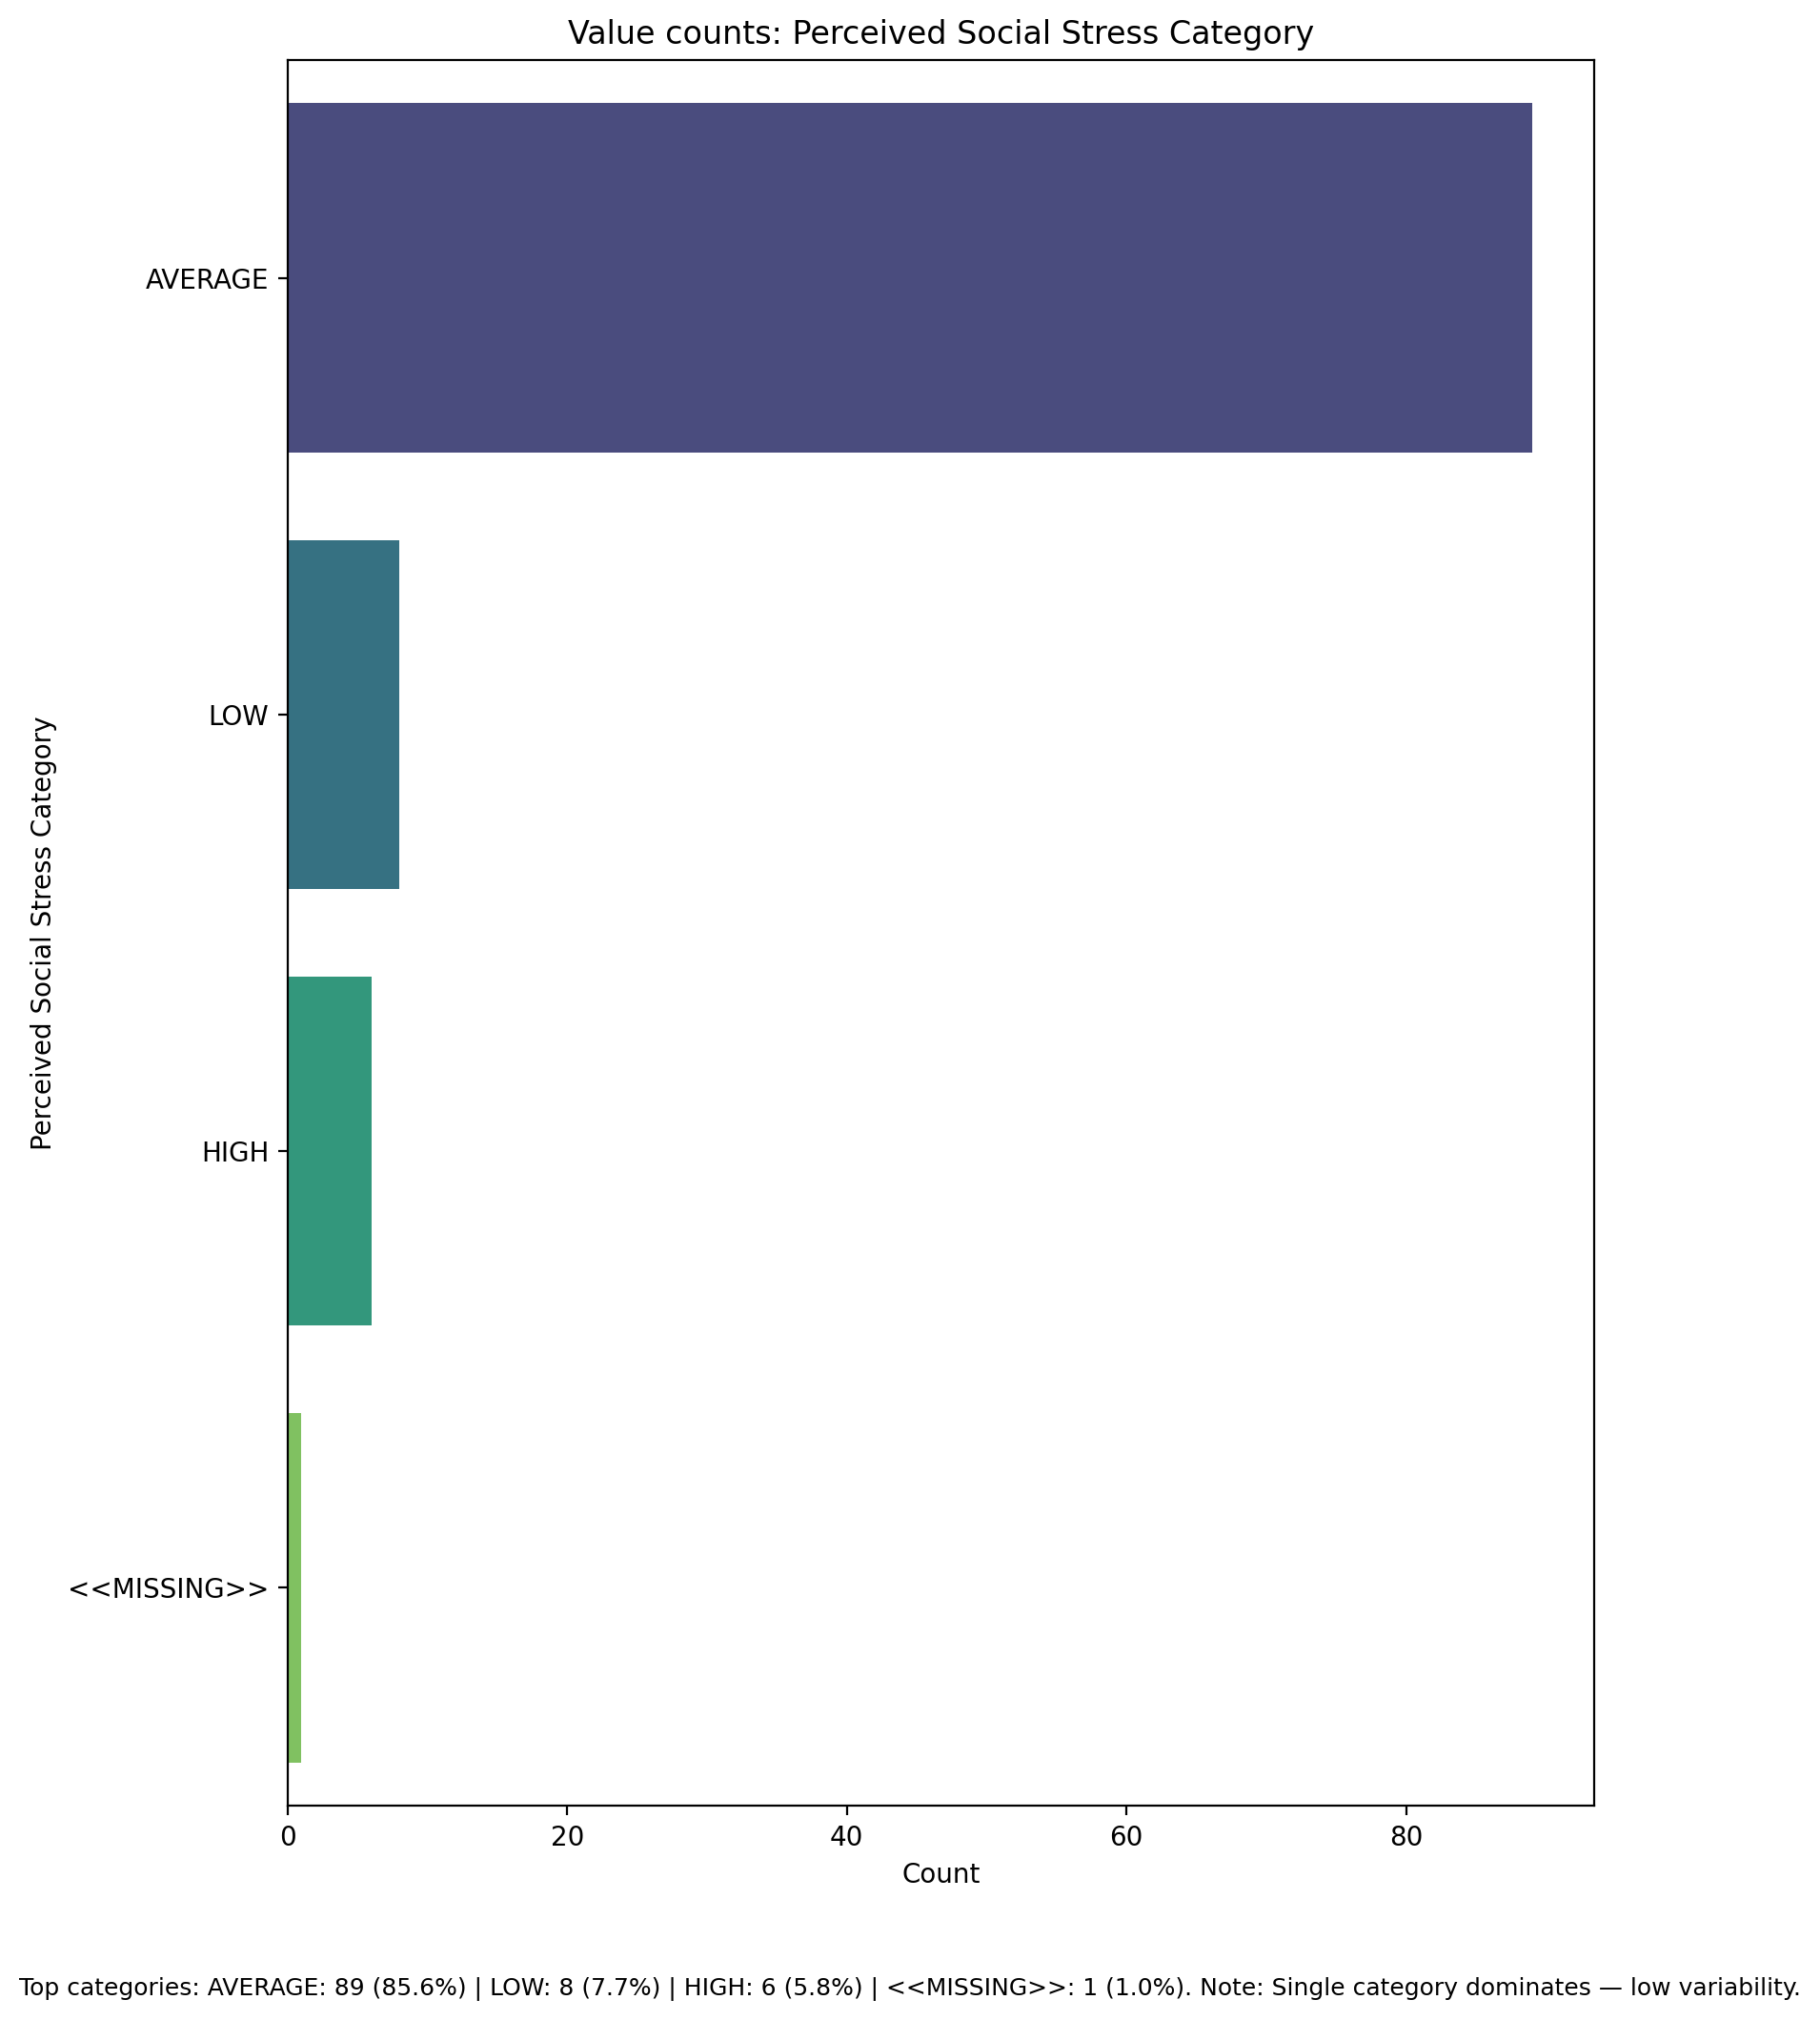 Value counts: Perceived Social Stress Category
Perceived Social Stress Category
AVERAGE
LOW
HIGH
<<MISSING>>
0 20 40 60 80
Count
Top categories: AVERAGE: 89 (85.6%) | LOW: 8 (7.7%) | HIGH: 6 (5.8%) | <<MISSING>>: 1 (1.0%). Note: Single category dominates — low variability.